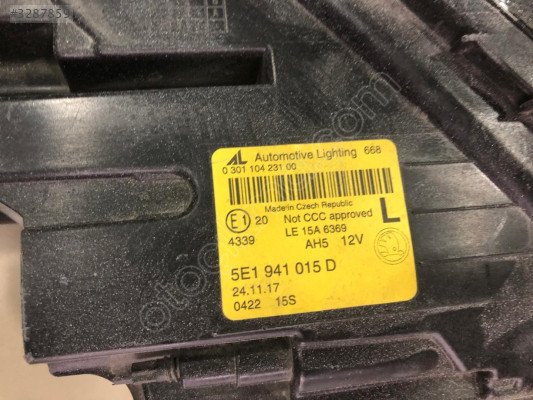 #3287859
AL Automotive Lighting 668
0 301 104 231 00
Made in Czech Republic
E1 20 Not CCC approved L
4339 LE 15A 6369
AH5 12V
5E1 941 015 D
24.11.17
0422 15S